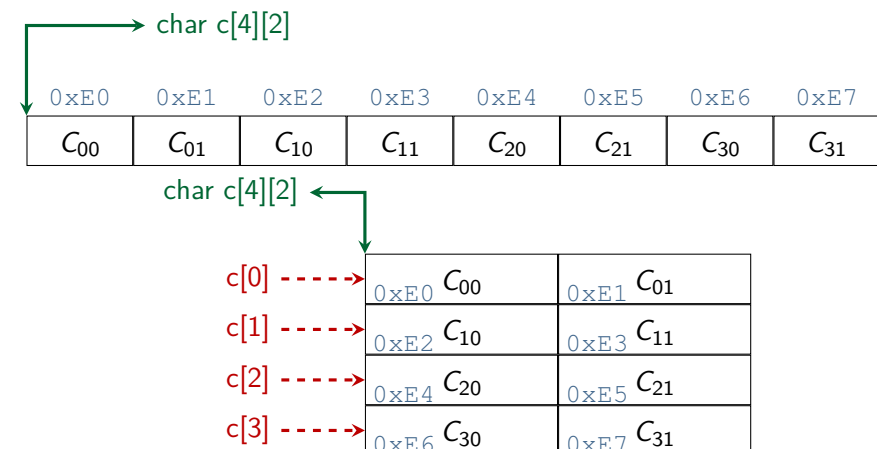 char c[4][2]
0xE0 0xE1 0xE2 0xE3 0xE4 0xE5 0xE6 0xE7
C₀₀ C₀₁ C₁₀ C₁₁ C₂₀ C₂₁ C₃₀ C₃₁
char c[4][2]
c[0] 0xE0 C₀₀ 0xE1 C₀₁
c[1] 0xE2 C₁₀ 0xE3 C₁₁
c[2] 0xE4 C₂₀ 0xE5 C₂₁
c[3] 0xE6 C₃₀ 0xE7 C₃₁